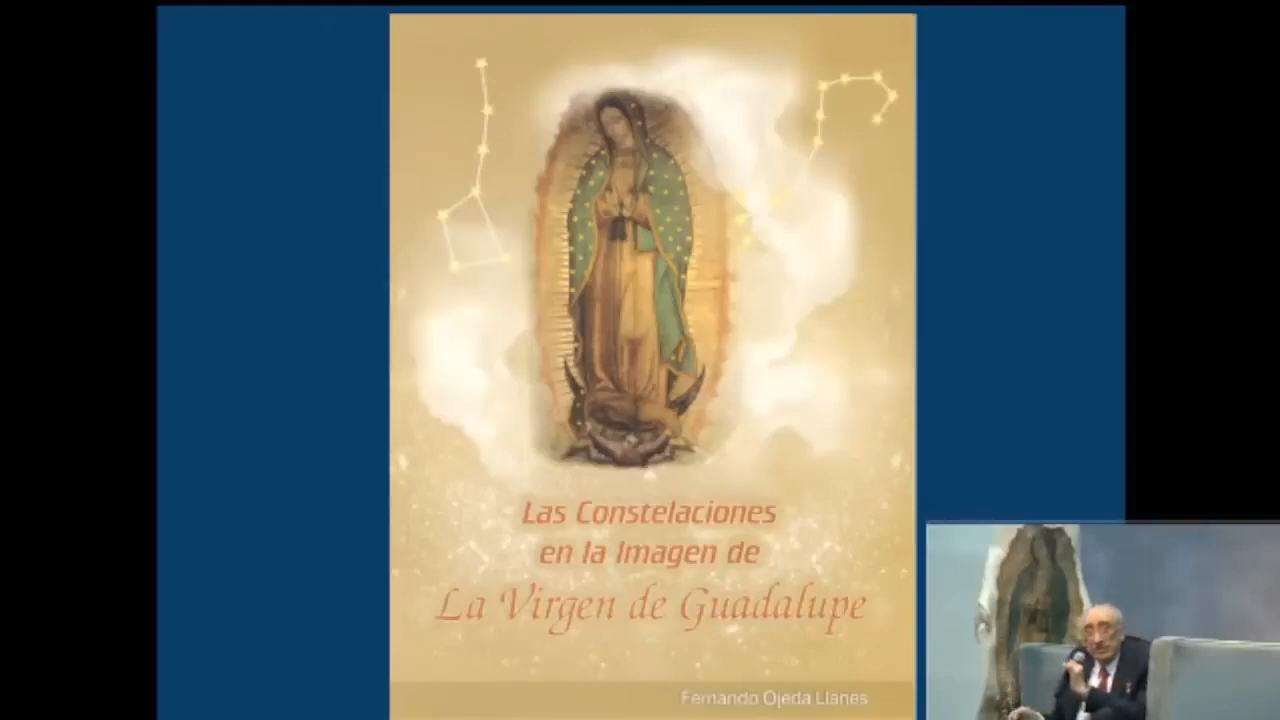 Las Constelaciones
en la Imagen de
La Virgen de Guadalupe
Fernando Ojeda Llanes